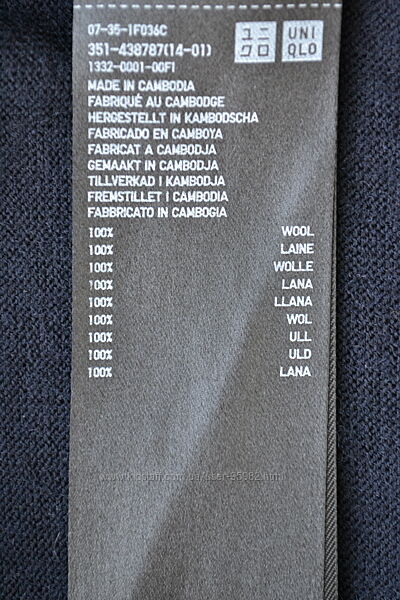 07-35-1F036C
351-438787(14-01)
1332-0001-00F1
ユニクロ
UNIQLO
MADE IN CAMBODIA
FABRIQUÉ AU CAMBODGE
HERGESTELLT IN KAMBODSCHA
FABRICADO EN CAMBOYA
FABRICAT A CAMBODJA
GEMAAKT IN CAMBODJA
TILLVERKAD I KAMBODJA
FREMSTILLET I CAMBODIA
FABBRICATO IN CAMBOGIA
100% WOOL
100% LAINE
100% WOLLE
100% LANA
100% LLANA
100% WOL
100% ULL
100% ULD
100% LANA